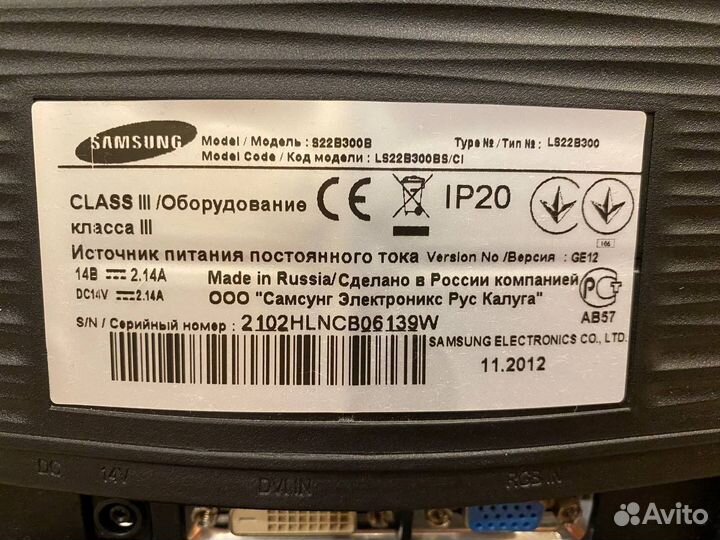 SAMSUNG
Model / Модель : S22B300B
Type № / Тип № : LS22B300
Model Code / Код модели : LS22B300BS/CI
CLASS III /Оборудование
класса III
CE
IP20
106
Источник питания постоянного тока Version No /Версия : GE12
14В 2.14A
DC14V 2.14A
Made in Russia/ Сделано в России компанией
ООО "Самсунг Электроникс Рус Калуга"
АВ57
S/N / Серийный номер : 2102HLNCB06139W
SAMSUNG ELECTRONICS CO., LTD.
11.2012
DC 14V
DVI IN
RGB IN
Avito